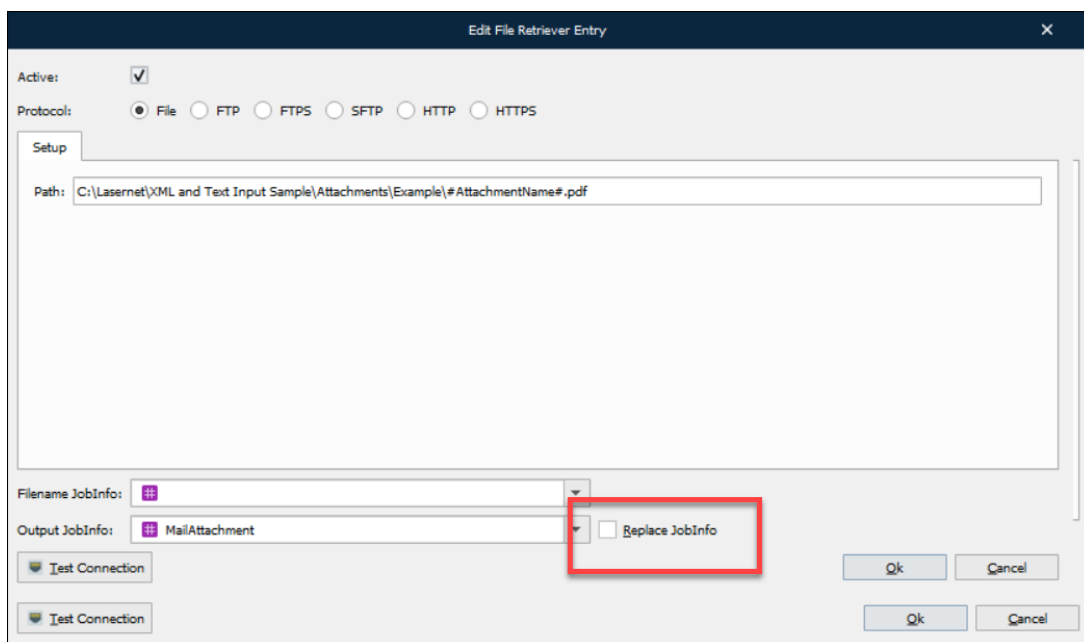 Edit File Retriever Entry
Active:
Protocol: File FTP FTPS SFTP HTTP HTTPS
Setup
Path: C:\Lasernet\XML and Text Input Sample\Attachments\Example\#AttachmentName#.pdf
Filename JobInfo: #
Output JobInfo: # MailAttachment Replace JobInfo
Test Connection Ok Cancel
Test Connection Ok Cancel